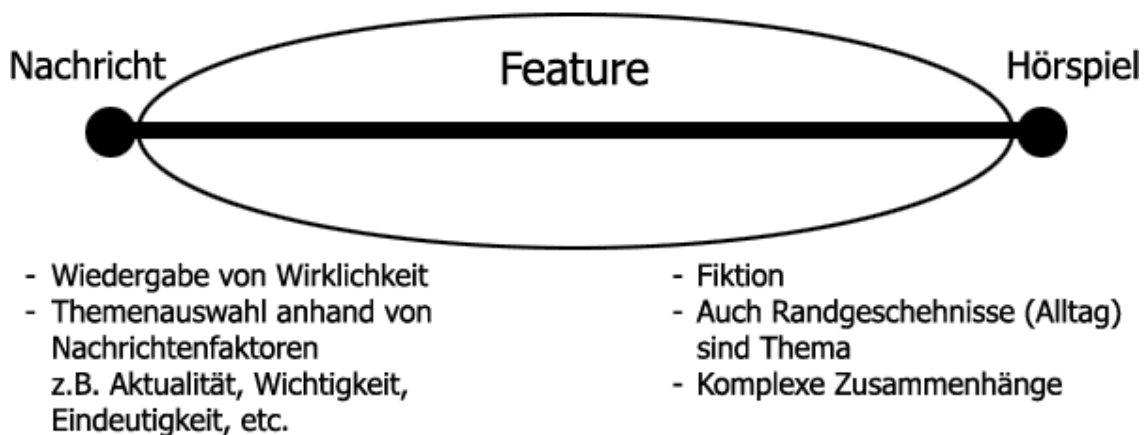 Nachricht
Feature
Hörspiel
- Wiedergabe von Wirklichkeit
- Themenauswahl anhand von
Nachrichtenfaktoren
z.B. Aktualität, Wichtigkeit,
Eindeutigkeit, etc.
- Fiktion
- Auch Randgeschehnisse (Alltag)
sind Thema
- Komplexe Zusammenhänge